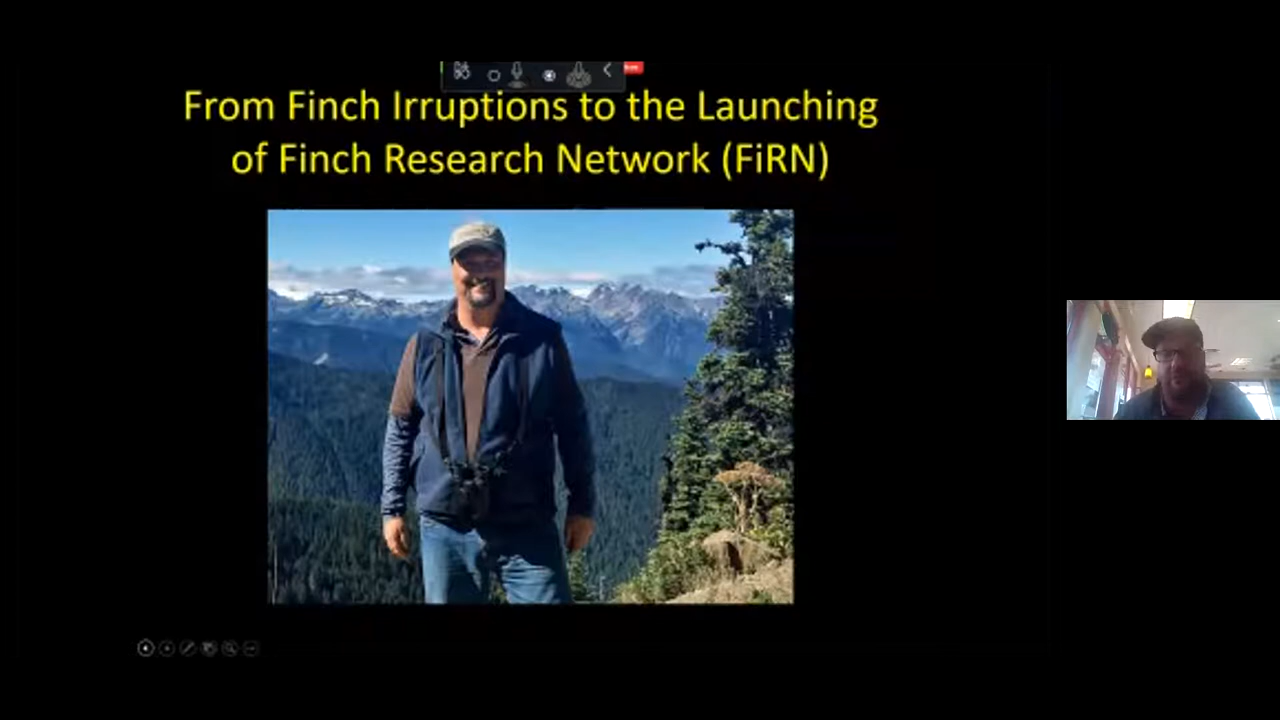 From Finch Irruptions to the Launching
of Finch Research Network (FiRN)